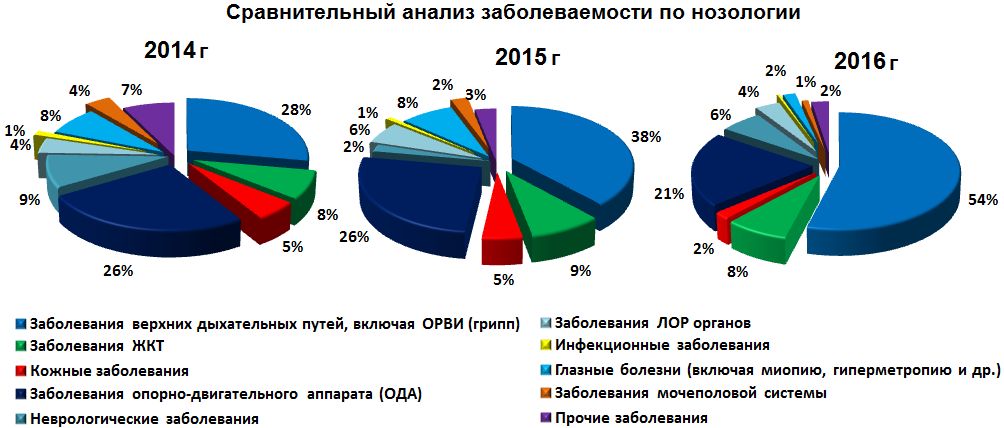 Сравнительный анализ заболеваемости по нозологии
2014 г
28%
8%
5%
26%
9%
4%
1%
8%
4%
7%
2015 г
38%
9%
5%
26%
2%
6%
1%
8%
2%
3%
2016 г
54%
8%
2%
21%
6%
4%
2%
1%
2%
Заболевания верхних дыхательных путей, включая ОРВИ (грипп)
Заболевания ЖКТ
Кожные заболевания
Заболевания опорно-двигательного аппарата (ОДА)
Неврологические заболевания
Заболевания ЛОР органов
Инфекционные заболевания
Глазные болезни (включая миопию, гиперметропию и др.)
Заболевания мочеполовой системы
Прочие заболевания